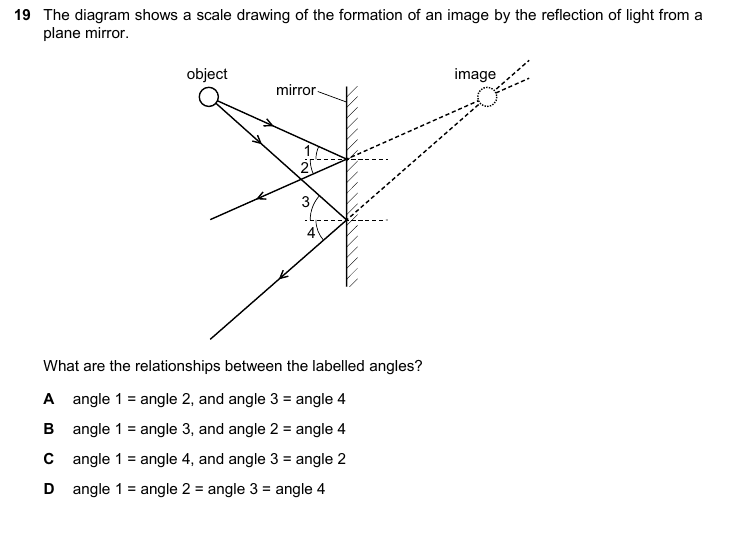 19 The diagram shows a scale drawing of the formation of an image by the reflection of light from a
plane mirror.
object
image
mirror
1
2
3
4
What are the relationships between the labelled angles?
A angle 1 = angle 2, and angle 3 = angle 4
B angle 1 = angle 3, and angle 2 = angle 4
C angle 1 = angle 4, and angle 3 = angle 2
D angle 1 = angle 2 = angle 3 = angle 4